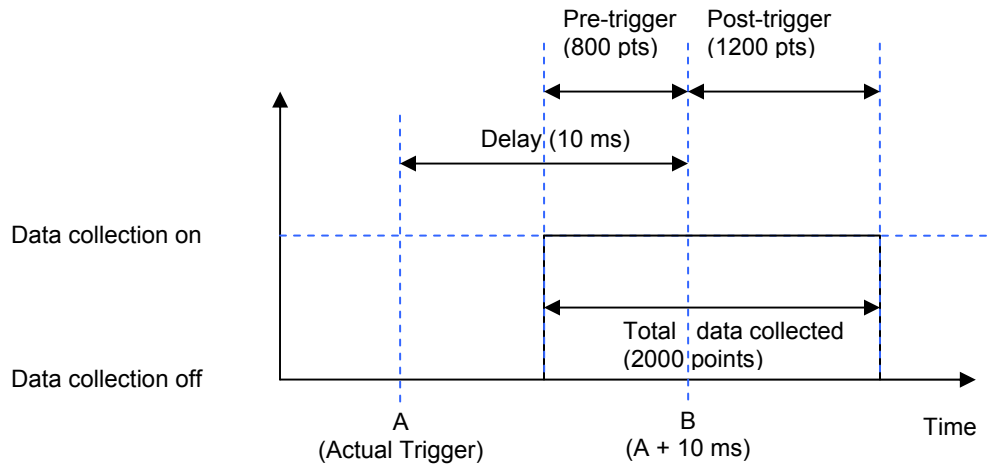 Pre-trigger
(800 pts)
Post-trigger
(1200 pts)
Delay (10 ms)
Data collection on
Total data collected
(2000 points)
Data collection off
A
(Actual Trigger)
B
(A + 10 ms)
Time